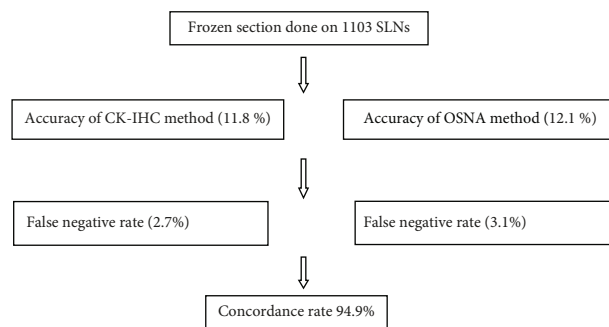 Frozen section done on 1103 SLNs
Accuracy of CK-IHC method (11.8 %)
Accuracy of OSNA method (12.1 %)
False negative rate (2.7%)
False negative rate (3.1%)
Concordance rate 94.9%